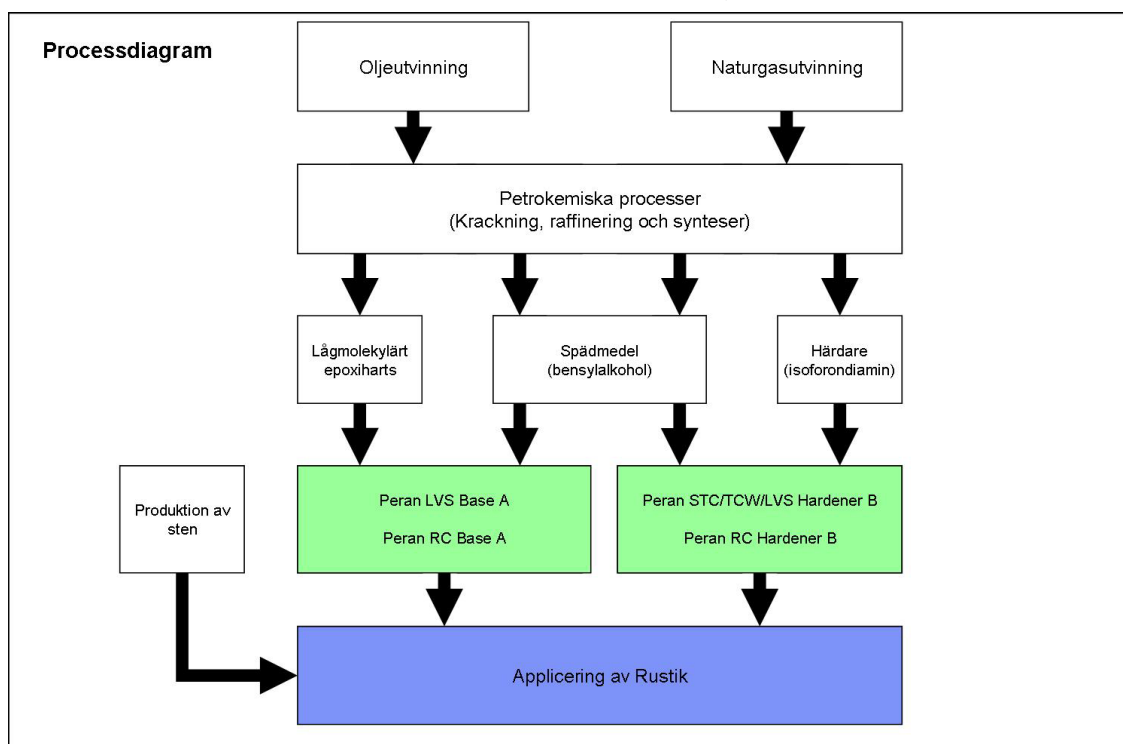 Processdiagram
Oljeutvinning
Naturgasutvinning
Petrokemiska processer
(Krackning, raffinering och synteser)
Lågmolekylärt
epoxiharts
Spädmedel
(bensylalkohol)
Härdare
(isoforondiamin)
Produktion av
sten
Peran LVS Base A
Peran RC Base A
Peran STC/TCW/LVS Hardener B
Peran RC Hardener B
Applicering av Rustik